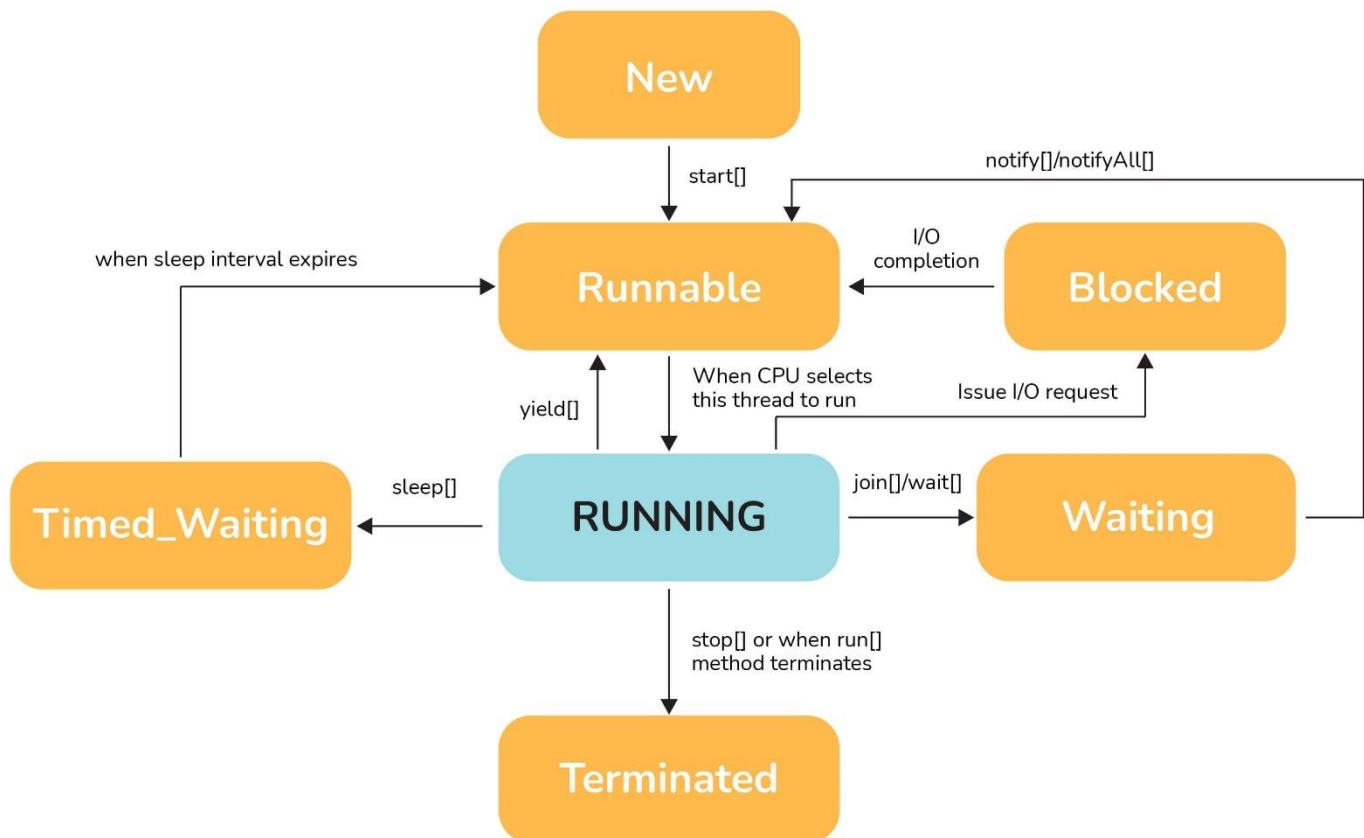 New
start[]
notify[]/notifyAll[]
when sleep interval expires
Runnable
I/O
completion
Blocked
yield[]
When CPU selects
this thread to run
Issue I/O request
Timed_Waiting
sleep[]
RUNNING
join[]/wait[]
Waiting
stop[] or when run[]
method terminates
Terminated